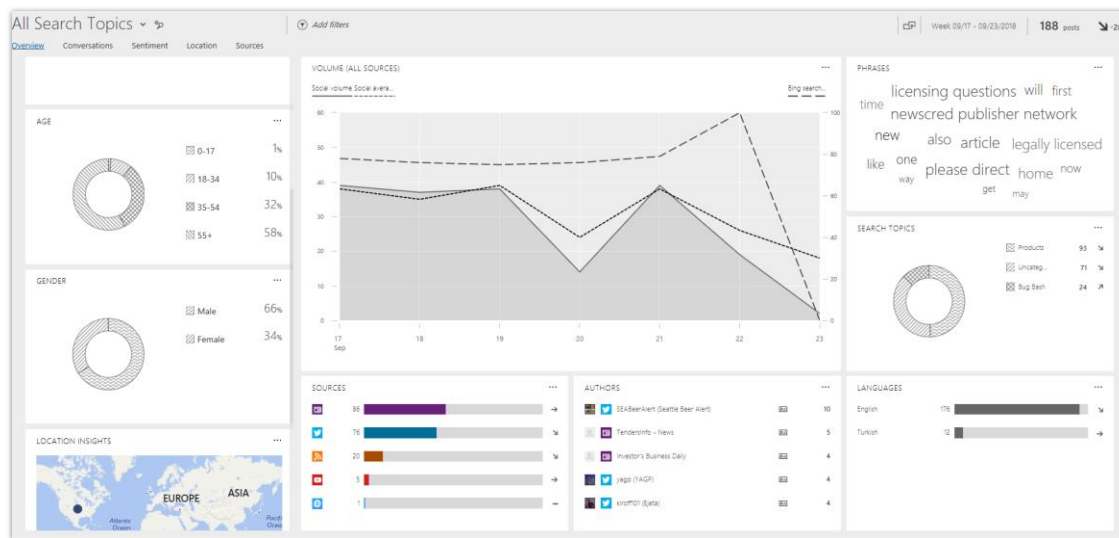 All Search Topics
Add filters
Week 09/17 - 09/23/2018
188 posts
Overview
Conversations
Sentiment
Location
Sources
AGE
0-17
1%
18-34
10%
35-54
32%
55+
58%
GENDER
Male
66%
Female
34%
LOCATION INSIGHTS
EUROPE
ASIA
Atlantic
Ocean
Ocean
VOLUME (ALL SOURCES)
Social volume Social avera...
Bing search...
60
50
40
30
20
10
0
100
80
60
40
20
0
17
Sep
18
19
20
21
22
23
SOURCES
86
76
20
5
1
AUTHORS
SEABeerAlert (Seattle Beer Alert)
10
TendersInfo - News
5
Investor's Business Daily
4
yagp (YAGP)
4
kiroff101 (Bjeta)
4
PHRASES
licensing questions will first
time
newscred publisher network
new also article legally licensed
like one please direct home now
way get may
SEARCH TOPICS
Products
93
Uncateg...
71
Bug Bash
24
LANGUAGES
English
176
Turkish
12